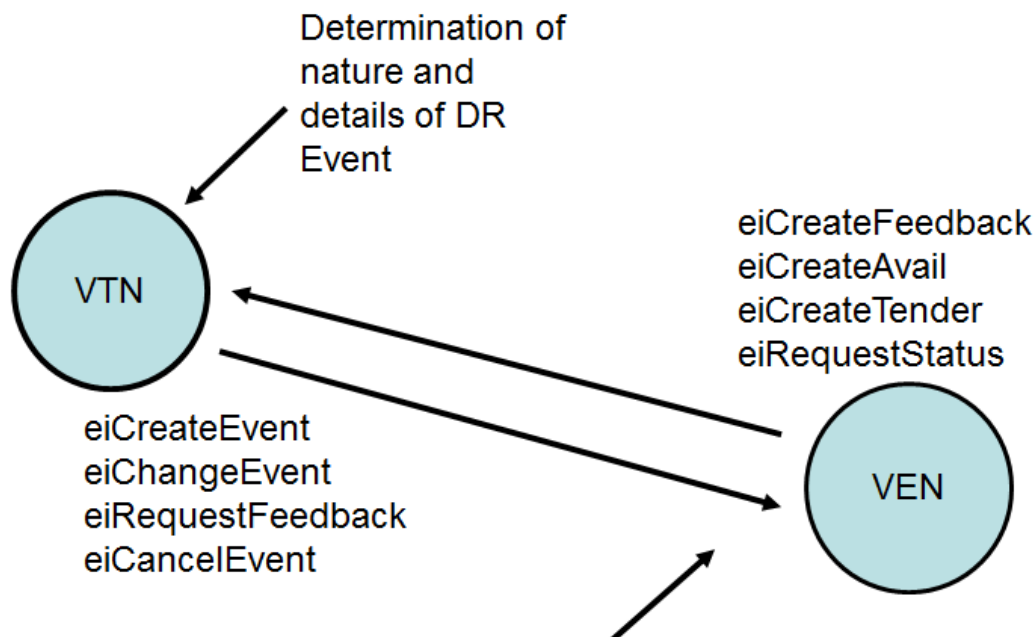 Determination of
nature and
details of DR
Event
VTN
eiCreateFeedback
eiCreateAvail
eiCreateTender
eiRequestStatus
eiCreateEvent
eiChangeEvent
eiRequestFeedback
eiCancelEvent
VEN